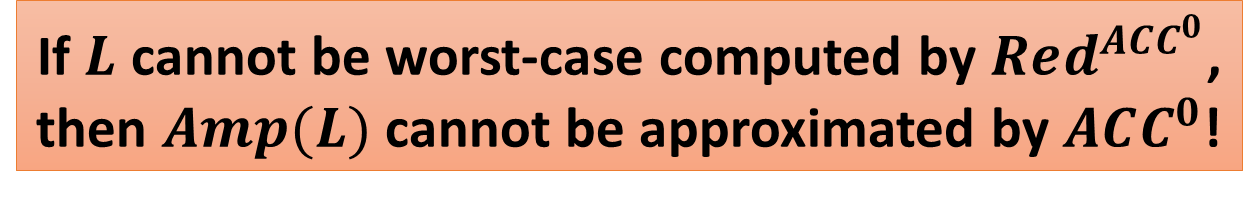 If L cannot be worst-case computed by Red^{ACC^0},
then Amp(L) cannot be approximated by ACC^0!